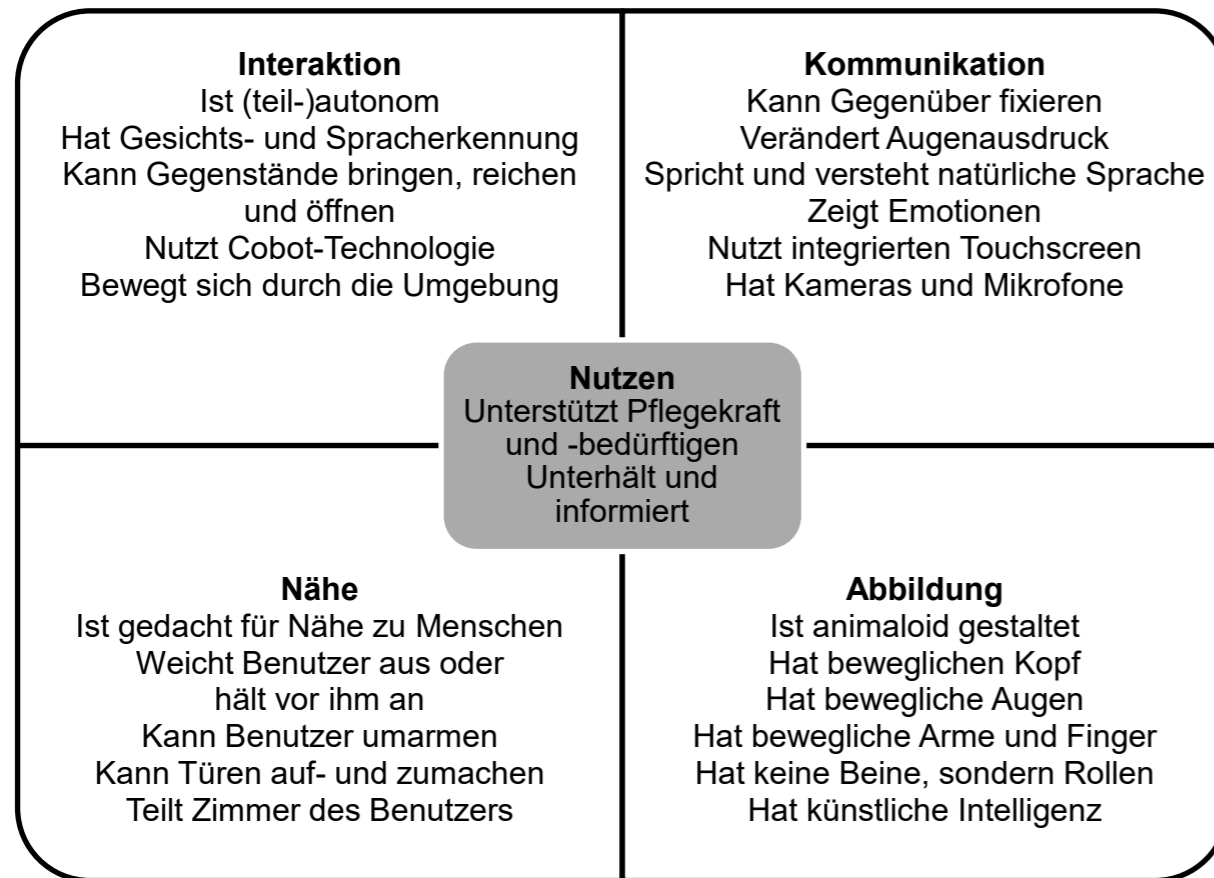 Interaktion
Ist (teil-)autonom
Hat Gesichts- und Spracherkennung
Kann Gegenstände bringen, reichen
und öffnen
Nutzt Cobot-Technologie
Bewegt sich durch die Umgebung
Kommunikation
Kann Gegenüber fixieren
Verändert Augenausdruck
Spricht und versteht natürliche Sprache
Zeigt Emotionen
Nutzt integrierten Touchscreen
Hat Kameras und Mikrofone
Nutzen
Unterstützt Pflegekraft
und -bedürftigen
Unterhält und
informiert
Nähe
Ist gedacht für Nähe zu Menschen
Weicht Benutzer aus oder
hält vor ihm an
Kann Benutzer umarmen
Kann Türen auf- und zumachen
Teilt Zimmer des Benutzers
Abbildung
Ist animaloid gestaltet
Hat beweglichen Kopf
Hat bewegliche Augen
Hat bewegliche Arme und Finger
Hat keine Beine, sondern Rollen
Hat künstliche Intelligenz